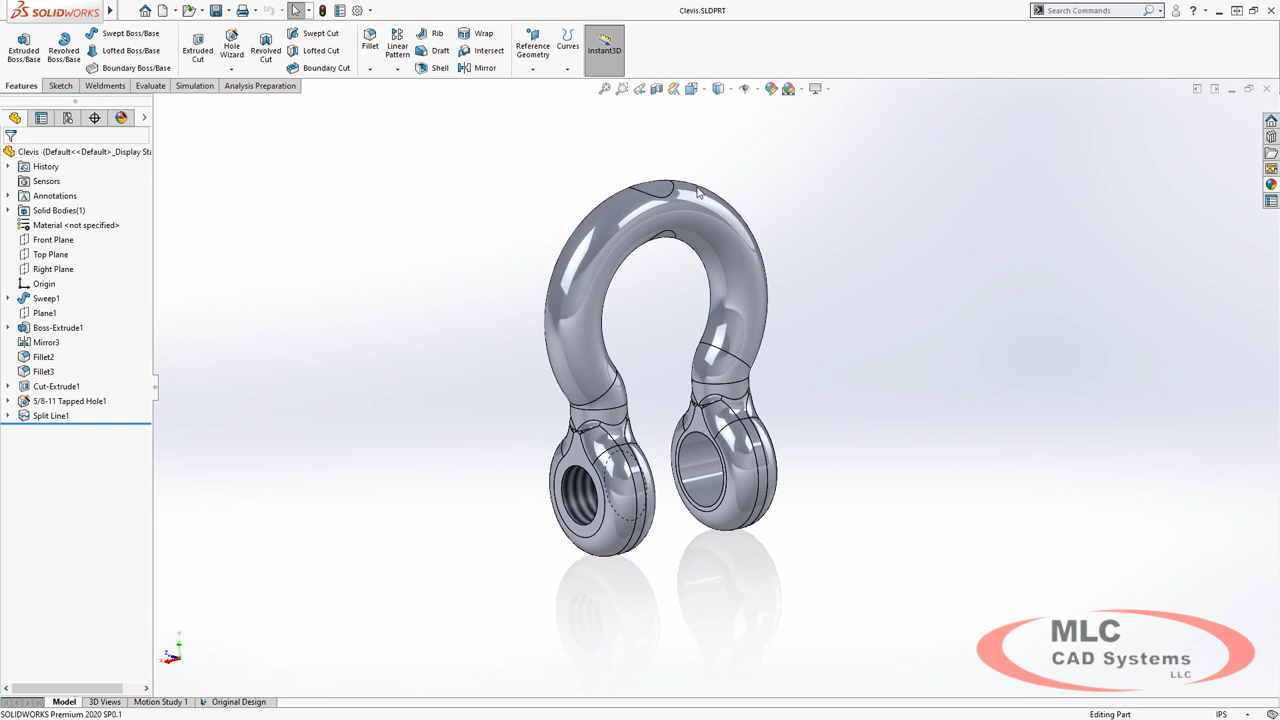 SOLIDWORKS
Clevis.SLDPRT
Search Commands
Extruded Boss/Base
Revolved Boss/Base
Swept Boss/Base
Lofted Boss/Base
Boundary Boss/Base
Extruded Cut
Hole Wizard
Revolved Cut
Swept Cut
Lofted Cut
Boundary Cut
Fillet
Linear Pattern
Rib
Draft
Shell
Wrap
Intersect
Mirror
Reference Geometry
Curves
Instant3D
Features Sketch Weldments Evaluate Simulation Analysis Preparation
Clevis (Default<<Default>_Display Sta
History
Sensors
Annotations
Solid Bodies(1)
Material <not specified>
Front Plane
Top Plane
Right Plane
Origin
Sweep1
Plane1
Boss-Extrude1
Mirror3
Fillet2
Fillet3
Cut-Extrude1
5/8-11 Tapped Hole1
Split Line1
Y
Z
X
MLC
CAD Systems
LLC
Model 3D Views Motion Study 1 Original Design
SOLIDWORKS Premium 2020 SP0.1
Editing Part
IPS